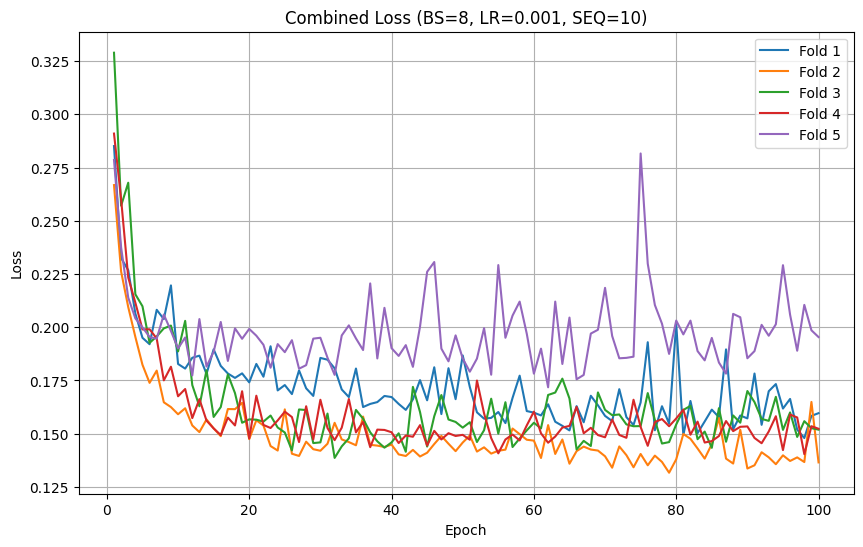 Combined Loss (BS=8, LR=0.001, SEQ=10)
Fold 1
Fold 2
Fold 3
Fold 4
Fold 5
0.325
0.300
0.275
0.250
0.225
0.200
0.175
0.150
0.125
Loss
0 20 40 60 80 100
Epoch